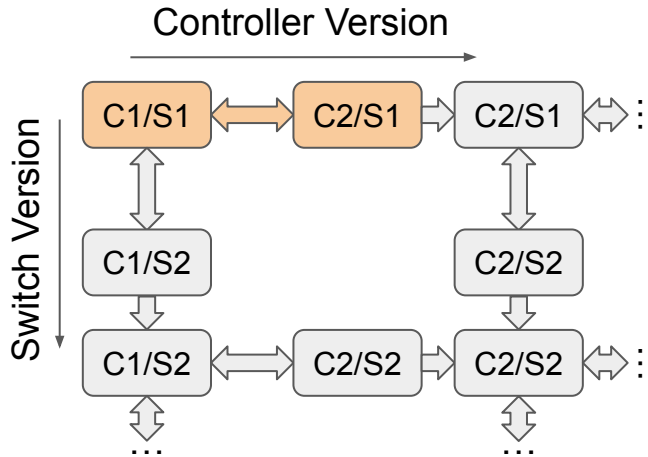 Controller Version
Switch Version
C1/S1
C2/S1
C2/S1
...
C1/S2
C2/S2
C1/S2
C2/S2
C2/S2
...
...
...